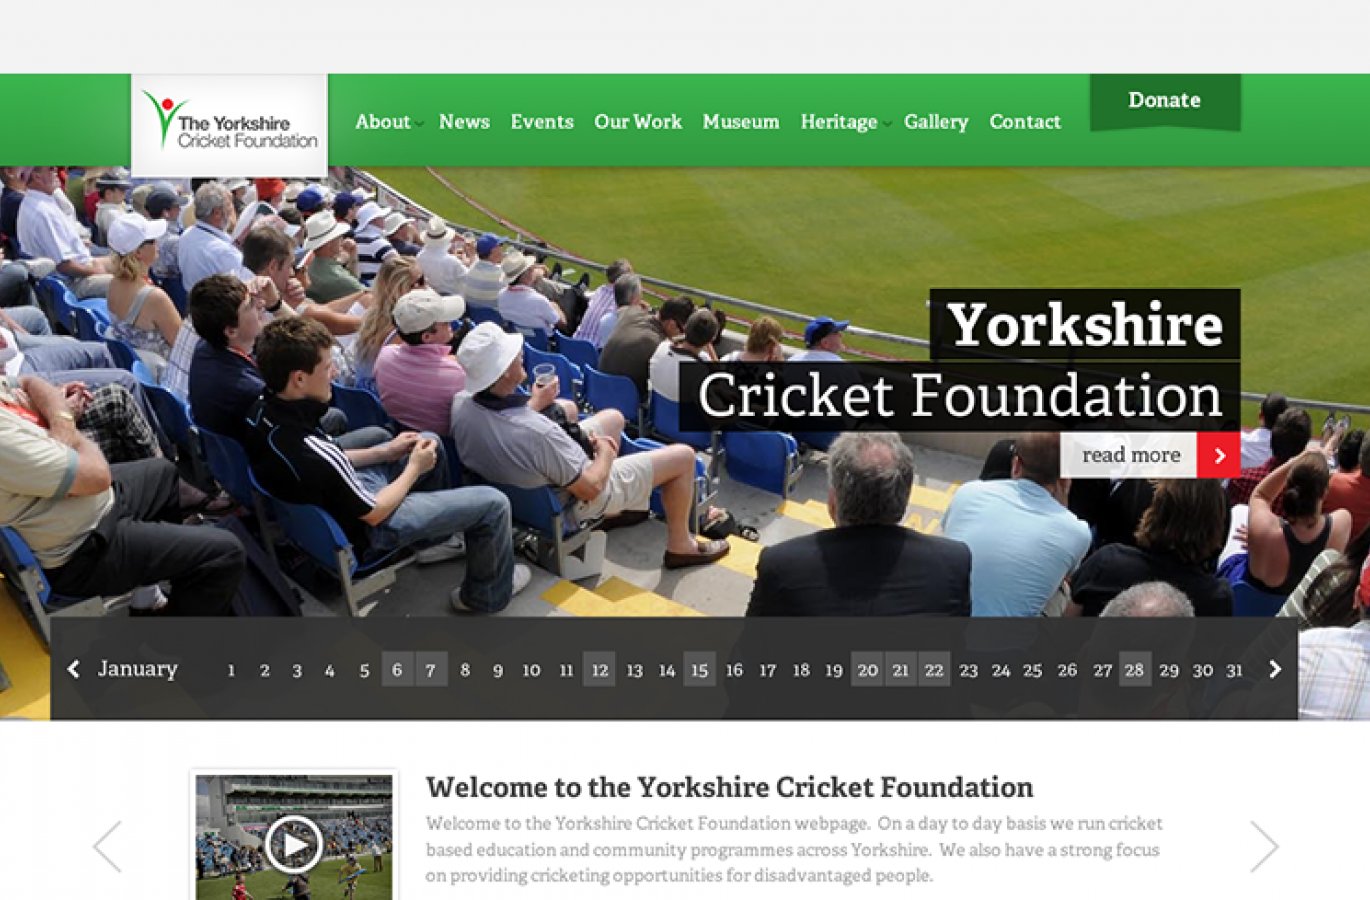 The Yorkshire
Cricket Foundation
About News Events Our Work Museum Heritage Gallery Contact
Donate
Yorkshire
Cricket Foundation
read more
January 1 2 3 4 5 6 7 8 9 10 11 12 13 14 15 16 17 18 19 20 21 22 23 24 25 26 27 28 29 30 31
Welcome to the Yorkshire Cricket Foundation
Welcome to the Yorkshire Cricket Foundation webpage. On a day to day basis we run cricket
based education and community programmes across Yorkshire. We also have a strong focus
on providing cricketing opportunities for disadvantaged people.